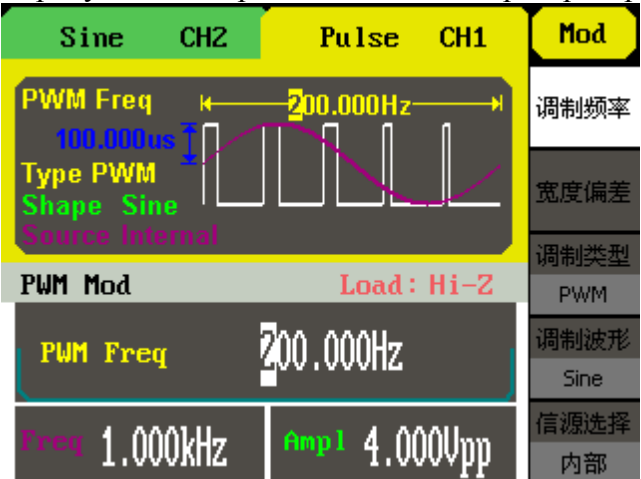 Sine CH2 Pulse CH1 Mod
PWM Freq 200.000Hz
100.000us
Type PWM
Shape Sine
Source Internal
PWM Mod Load: Hi-Z
PWM Freq 200.000Hz
Freq 1.000kHz Ampl 4.000Vpp
调制频率
宽度偏差
调制类型
PWM
调制波形
Sine
信源选择
内部